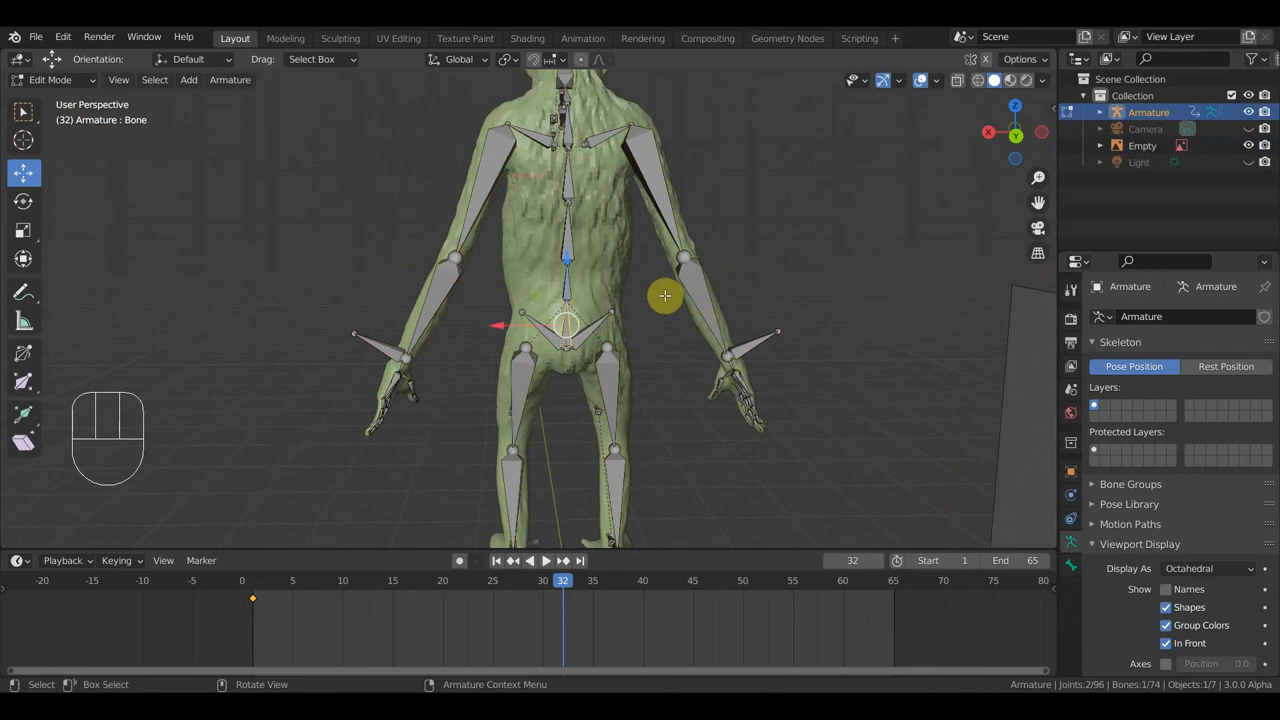 File Edit Render Window Help Layout Modeling Sculpting UV Editing Texture Paint Shading Animation Rendering Compositing Geometry Nodes Scripting + Scene View Layer
Orientation: Default Drag: Select Box Global X Options
Edit Mode View Select Add Armature
User Perspective
(32) Armature : Bone
Z
X
Y
Scene Collection
Collection
Armature
Camera
Empty
Light
Armature Armature
Armature
Skeleton
Pose Position Rest Position
Layers:
Protected Layers:
Bone Groups
Pose Library
Motion Paths
Viewport Display
Display As Octahedral
Show Names
Shapes
Group Colors
In Front
Axes Position 0.0
Playback Keying View Marker 32 Start 1 End 65
-20 -15 -10 -5 0 5 10 15 20 25 30 32 35 40 45 50 55 60 65 70 75 80
Select Box Select Rotate View Armature Context Menu Armature | Joints:2/96 | Bones:1/74 | Objects:1/7 | 3.0.0 Alpha